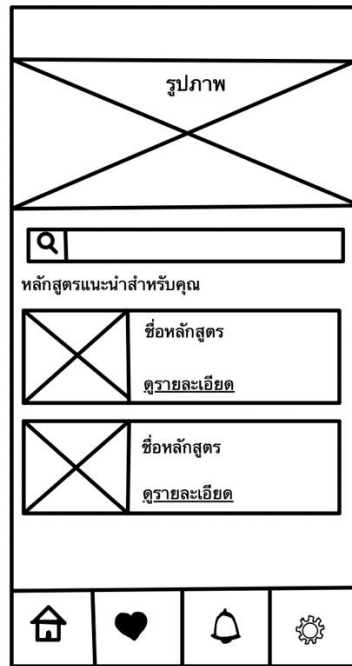 รูปภาพ
หลักสูตรแนะนำสำหรับคุณ
ชื่อหลักสูตร
ดูรายละเอียด
ชื่อหลักสูตร
ดูรายละเอียด